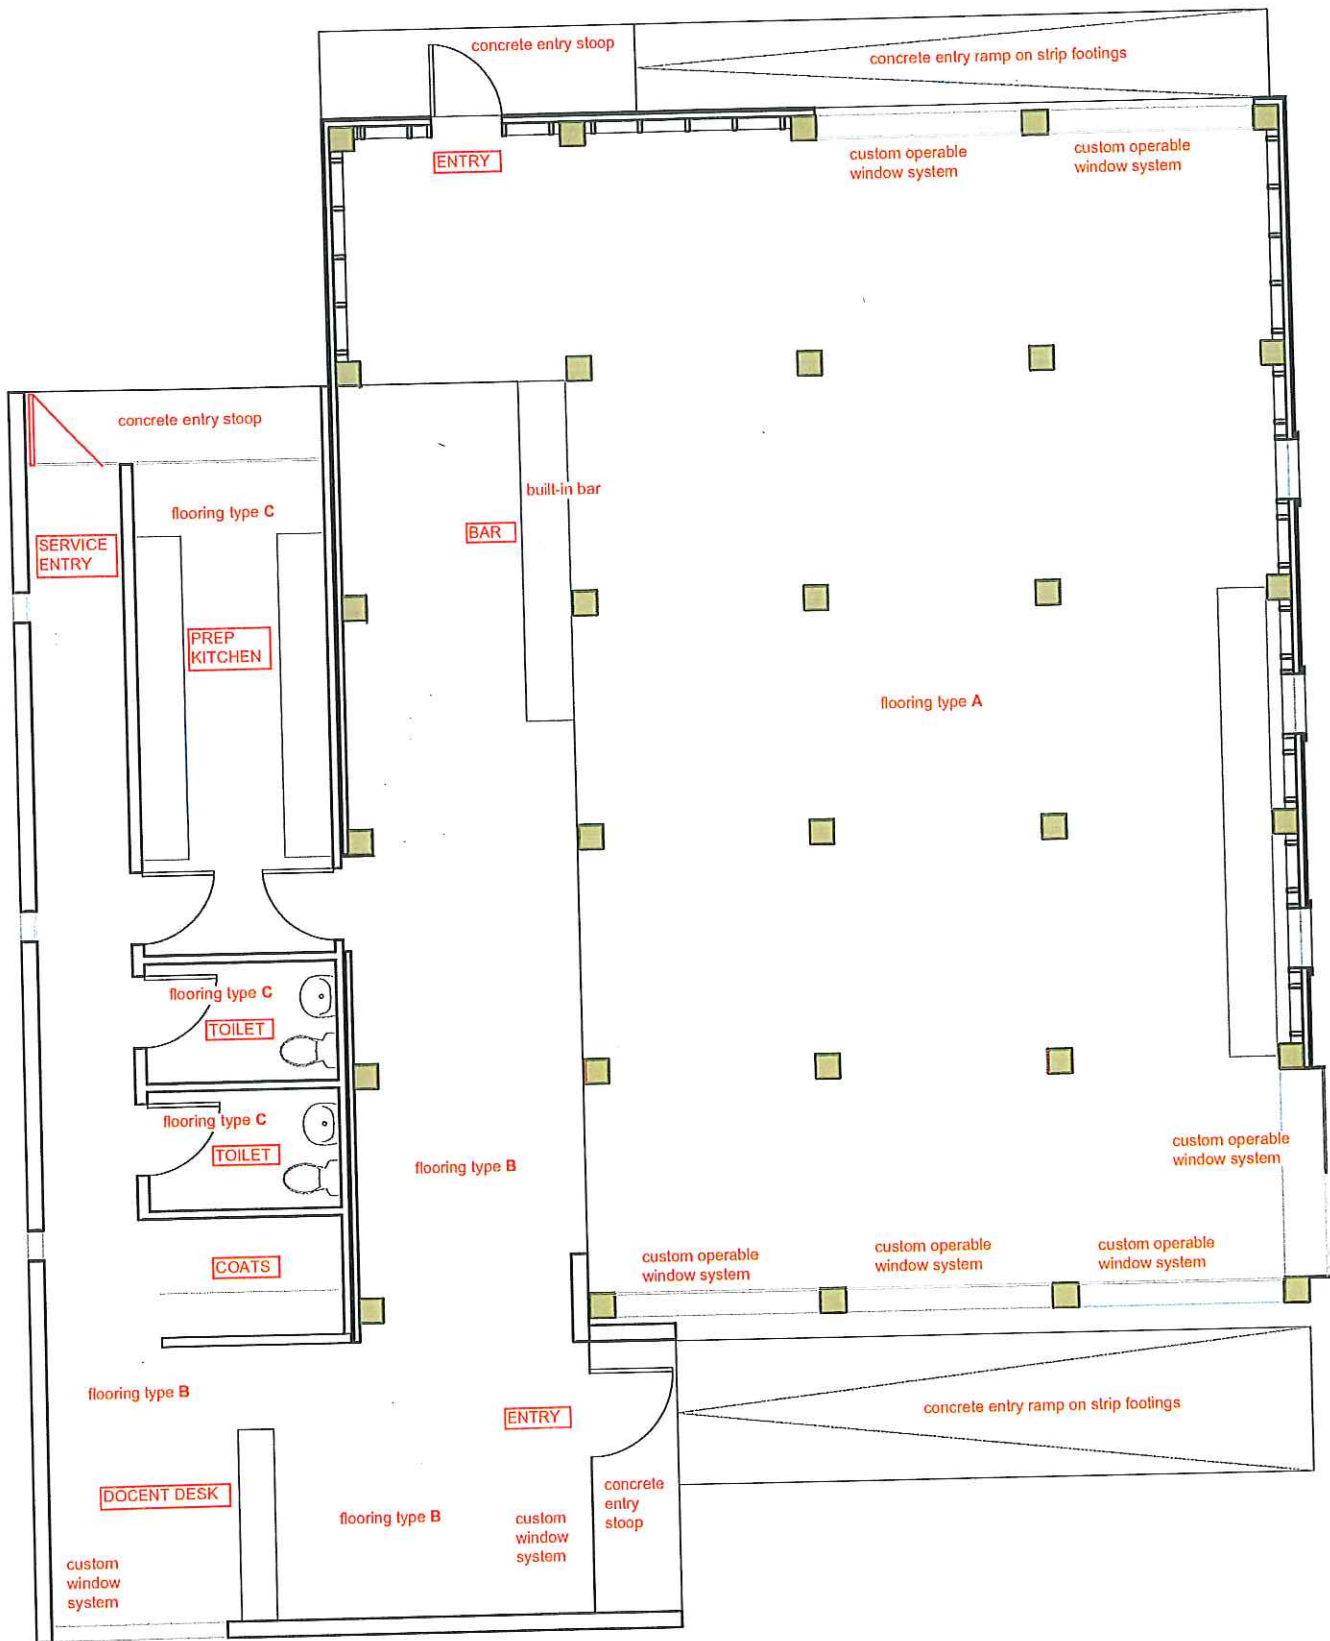 concrete entry stoop
concrete entry ramp on strip footings
ENTRY
custom operable
window system
custom operable
window system
concrete entry stoop
flooring type C
built-in bar
BAR
SERVICE
ENTRY
PREP
KITCHEN
flooring type A
flooring type C
TOILET
flooring type C
TOILET
flooring type B
custom operable
window system
COATS
custom operable
window system
custom operable
window system
custom operable
window system
flooring type B
ENTRY
concrete entry ramp on strip footings
DOCENT DESK
flooring type B
custom
window
system
concrete
entry
stoop
custom
window
system